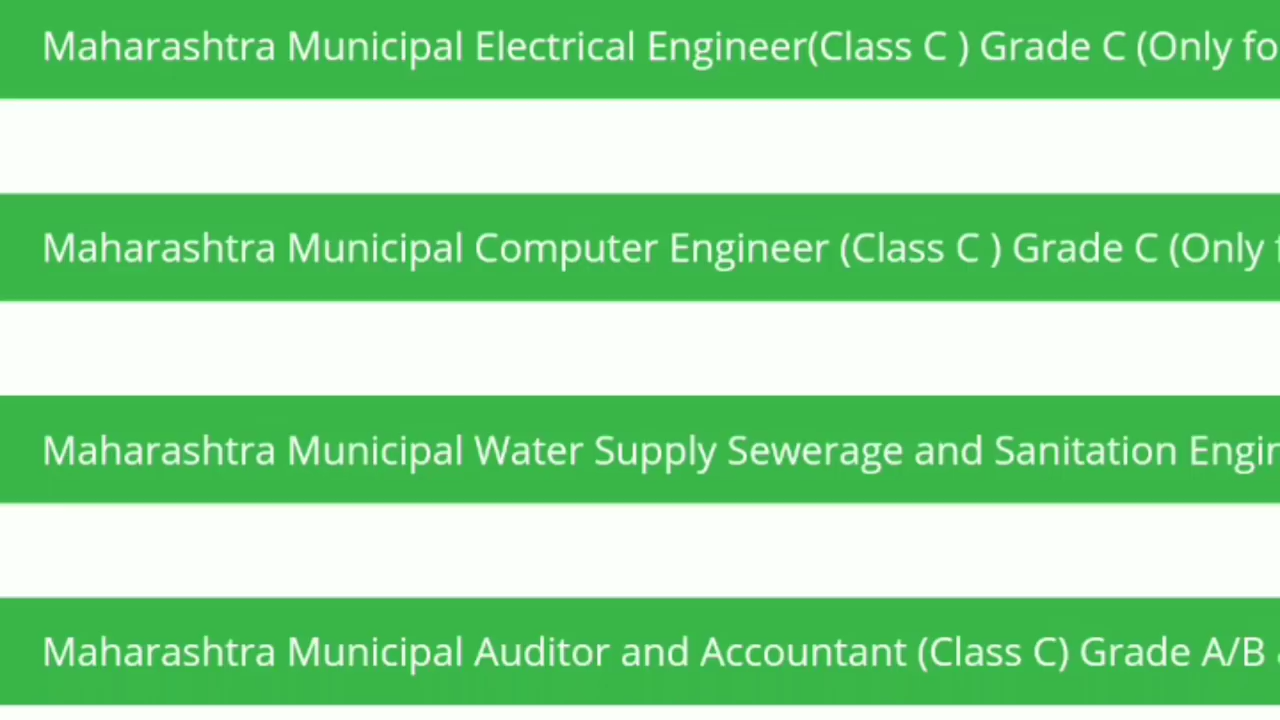 Maharashtra Municipal Electrical Engineer(Class C ) Grade C (Only fo
Maharashtra Municipal Computer Engineer (Class C ) Grade C (Only
Maharashtra Municipal Water Supply Sewerage and Sanitation Engin
Maharashtra Municipal Auditor and Accountant (Class C) Grade A/B